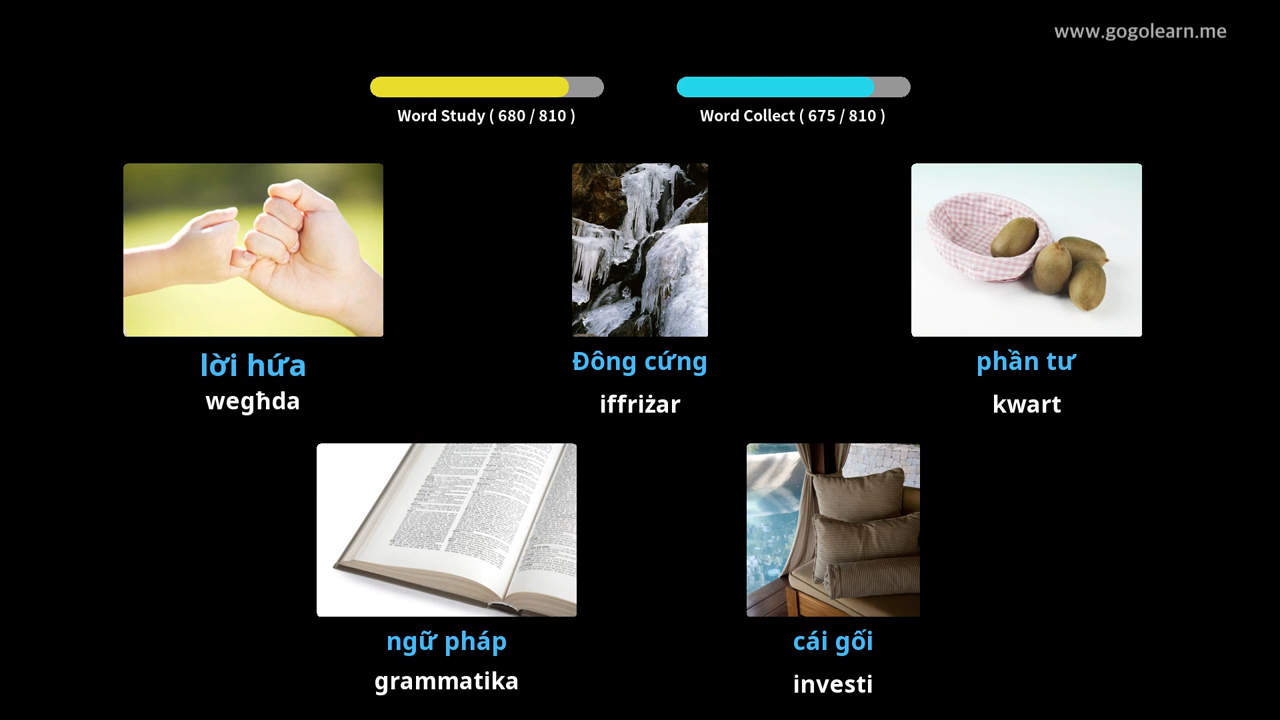 www.gogolearn.me
Word Study ( 680 / 810 )
Word Collect ( 675 / 810 )
lời hứa
wegħda
Đông cứng
iffriżar
phần tư
kwart
ngữ pháp
grammatika
cái gối
investi